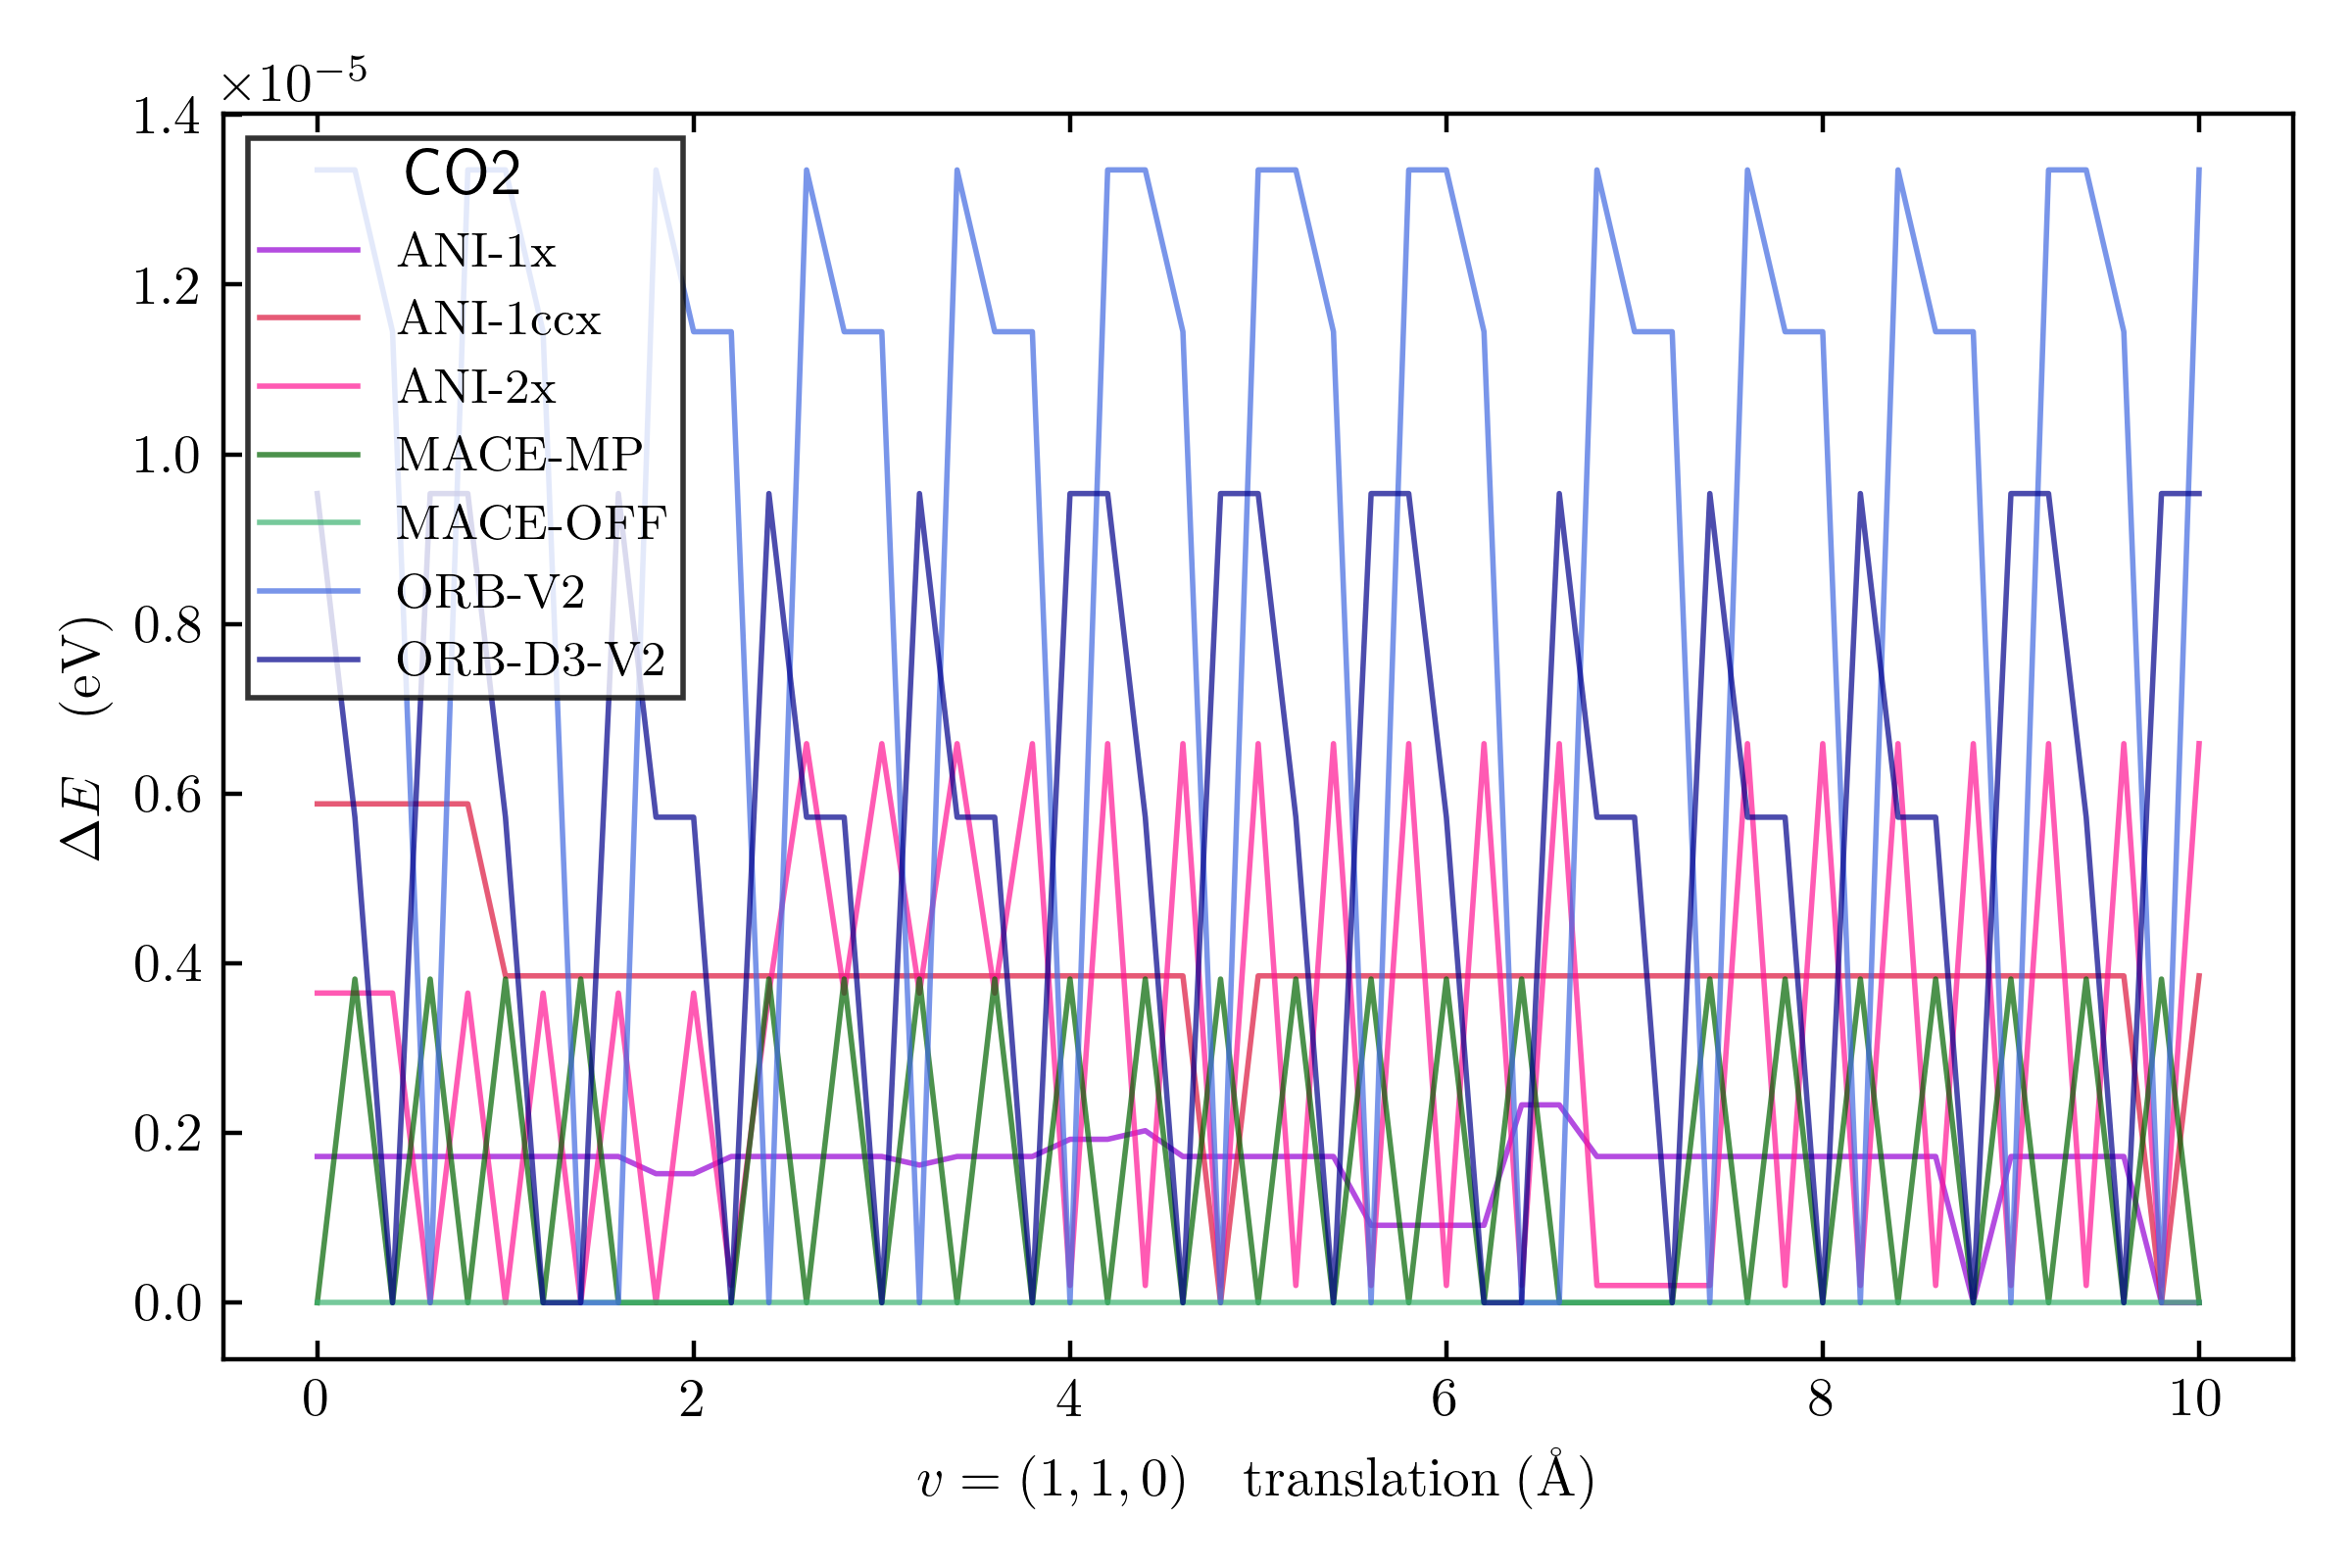 ×10⁻⁵
1.4
1.2
1.0
0.8
0.6
0.4
0.2
0.0
ΔE (eV)
CO2
ANI-1x
ANI-1ccx
ANI-2x
MACE-MP
MACE-OFF
ORB-V2
ORB-D3-V2
0 2 4 6 8 10
v = (1, 1, 0) translation (Å)